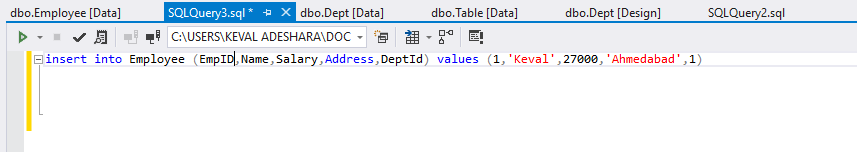 dbo.Employee [Data] SQLQuery3.sql * dbo.Dept [Data] dbo.Table [Data] dbo.Dept [Design] SQLQuery2.sql
C:\USERS\KEVAL ADESHARA\DOC
insert into Employee (EmpID,Name,Salary,Address,DeptId) values (1,'Keval',27000,'Ahmedabad',1)